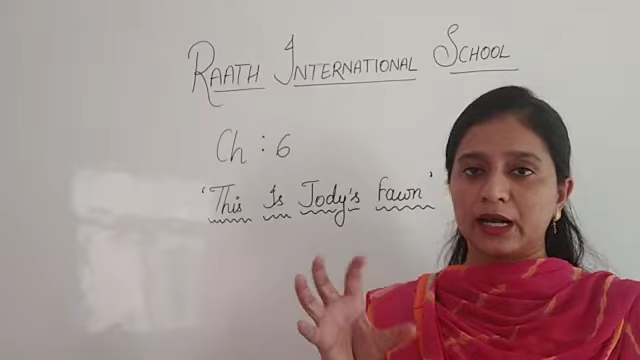 RAATH INTERNATIONAL SCHOOL
Ch : 6
'This Is Jody's Fawn'